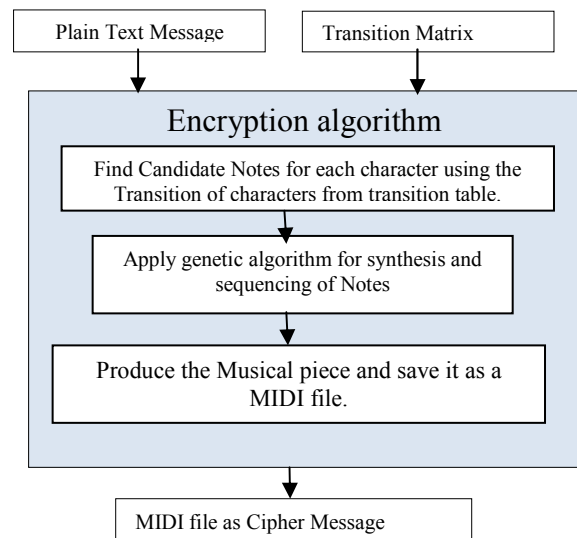 Plain Text Message
Transition Matrix
Encryption algorithm
Find Candidate Notes for each character using the
Transition of characters from transition table.
Apply genetic algorithm for synthesis and
sequencing of Notes
Produce the Musical piece and save it as a
MIDI file.
MIDI file as Cipher Message